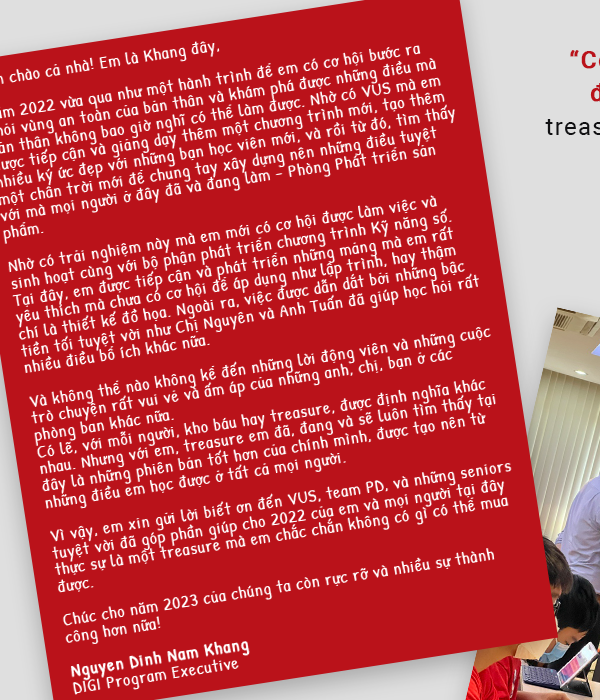 chào cả nhà! Em là Khang đây,
2022 vừa qua như một hành trình để em có cơ hội bước ra
vùng an toàn của bản thân và khám phá được những điều mà
thân không bao giờ nghĩ có thể làm được. Nhờ có VUS mà em
tiếp cận và giảng dạy thêm một chương trình mới, tạo thêm
nhiều ký ức đẹp với những bạn học viên mới, và rồi từ đó, tìm thấy
một chân trời mới để chung tay xây dựng nên những điều tuyệt
với mà mọi người ở đây đã và đang làm – Phòng Phát triển sản
phẩm.
Nhờ có trải nghiệm này mà em mới có cơ hội được làm việc và
sinh hoạt cùng với bộ phận phát triển chương trình Kỹ năng số.
Tại đây, em được tiếp cận và phát triển những mảng mà em rất
yêu thích mà chưa có cơ hội để áp dụng như lập trình, hay thậm
chí là thiết kế đồ họa. Ngoài ra, việc được dẫn dắt bởi những bậc
tiền tối tuyệt vời như Chị Nguyên và Anh Tuấn đã giúp học hỏi rất
nhiều điều bổ ích khác nữa.
Và không thể nào không kể đến những lời động viên và những cuộc
trò chuyện rất vui vẻ và ấm áp của những anh, chị, bạn ở các
phòng ban khác nữa.
Có lẽ, với mỗi người, kho báu hay treasure, được định nghĩa khác
nhau. Nhưng với em, treasure em đã, đang và sẽ luôn tìm thấy tại
đây là những phiên bản tốt hơn của chính mình, được tạo nên từ
những điều em học được ở tất cả mọi người.
Vì vậy, em xin gửi lời biết ơn đến VUS, team PD, và những seniors
tuyệt vời đã góp phần giúp cho 2022 của em và mọi người tại đây
thực sự là một treasure mà em chắc chắn không có gì có thể mua
được.
Chúc cho năm 2023 của chúng ta còn rực rỡ và nhiều sự thành
công hơn nữa!
Nguyen Dinh Nam Khang
DIGI Program Executive